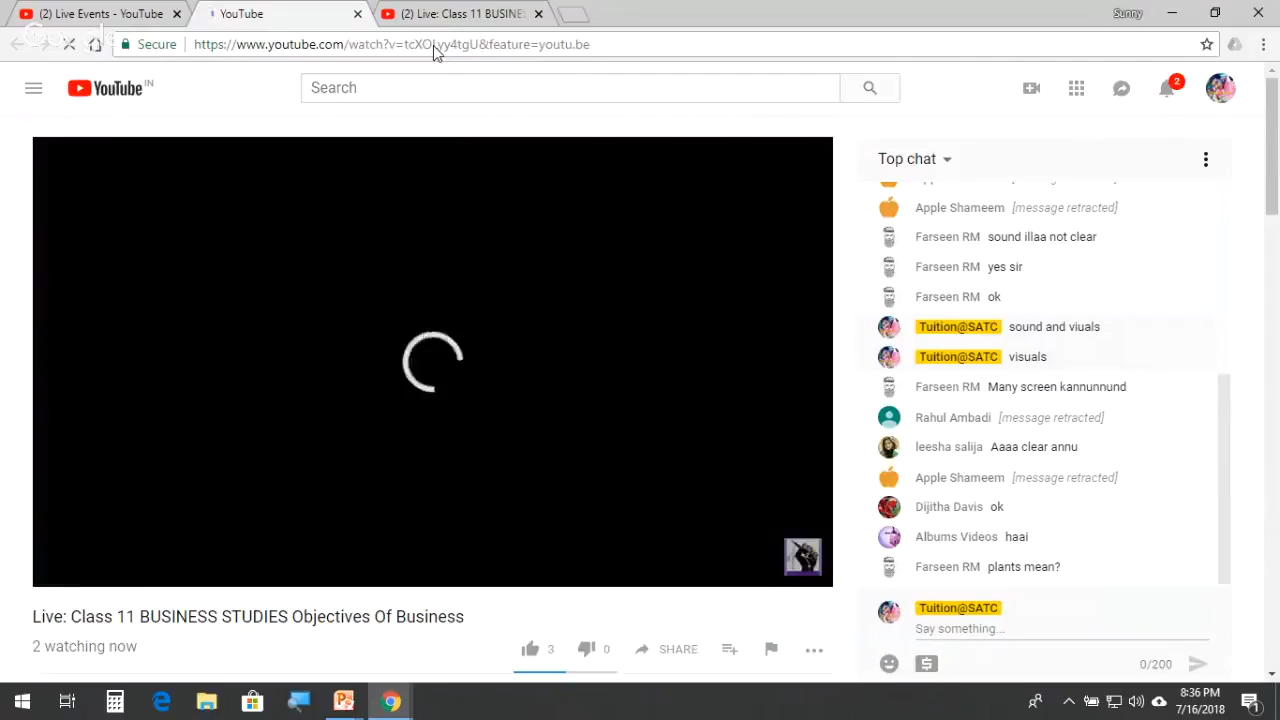 (2) Live Events - YouTube
YouTube
(2) Live: Class 11 BUSINE
Sunny
Secure
https://www.youtube.com/watch?v=tcXOLyy4tgU&feature=youtu.be
YouTube IN
Search
2
Top chat
Apple Shameem [message retracted]
Farseen RM sound illaa not clear
Farseen RM yes sir
Farseen RM ok
Tuition@SATC sound and viuals
Tuition@SATC visuals
Farseen RM Many screen kannunnund
Rahul Ambadi [message retracted]
leesha salija Aaaa clear annu
Apple Shameem [message retracted]
Dijitha Davis ok
Albums Videos haai
Farseen RM plants mean?
Tuition@SATC
Say something...
0/200
Live: Class 11 BUSINESS STUDIES Objectives Of Business
2 watching now
3
0
SHARE
8:36 PM
7/16/2018
1